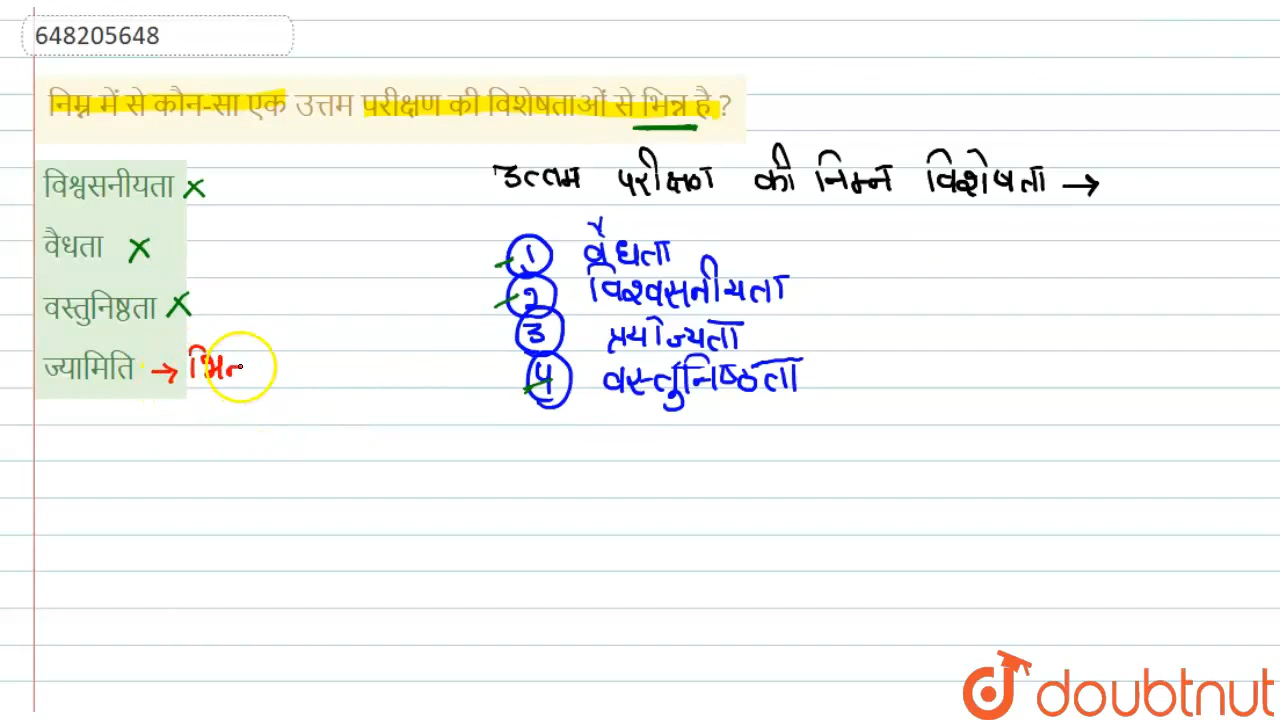 648205648
निम्न में से कौन-सा एक उत्तम परीक्षण की विशेषताओं से भिन्न है ?
उत्तम परीक्षण की निम्न विशेषता →
विश्वसनीयता ×
वैधता ×
वस्तुनिष्ठता ×
ज्यामिति → भिन
1 वैधता
2 विश्वसनीयता
3 प्रयोज्यता
4 वस्तुनिष्ठता
doubtnut